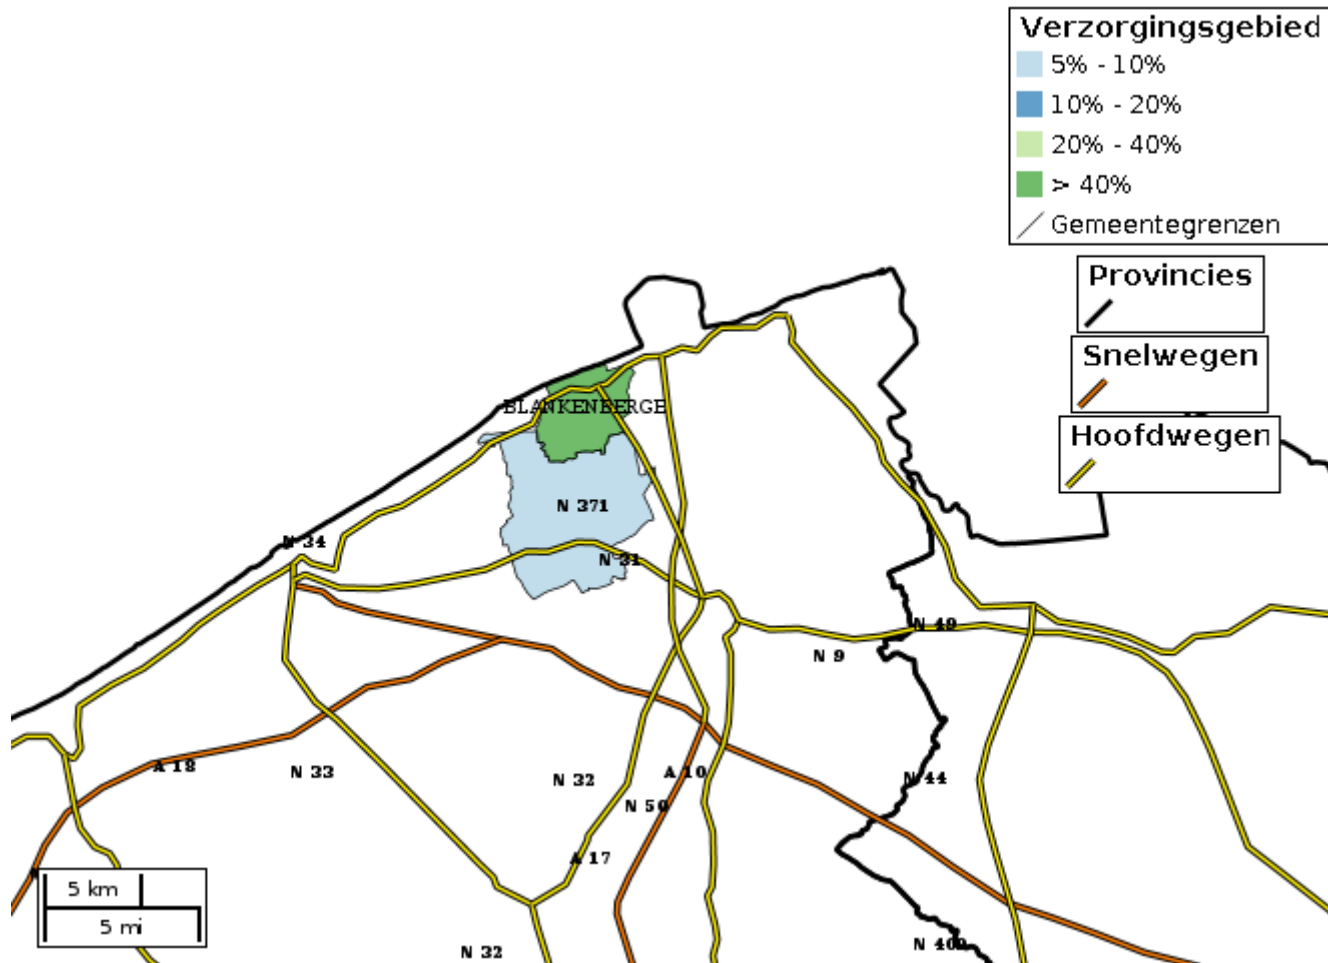 Verzorgingsgebied
5% - 10%
10% - 20%
20% - 40%
> 40%
Gemeentegrenzen
Provincies
Snelwegen
Hoofdwegen
BLANKENBERGE
N 371
N 34
N 31
N 49
N 9
A 18
N 33
N 32
A 10
N 44
N 50
A 17
5 km
5 mi
N 32